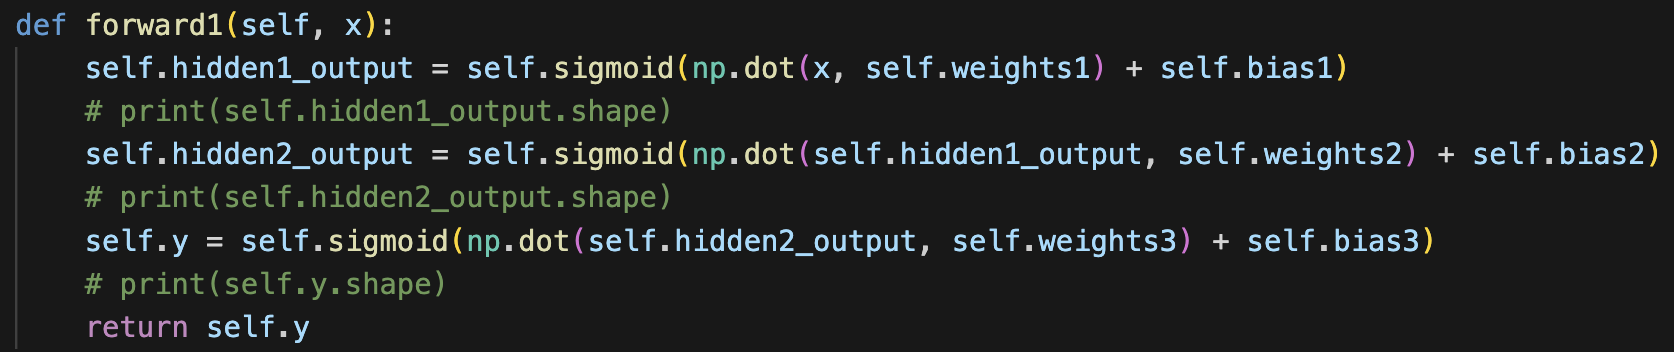 def forward1(self, x):
    self.hidden1_output = self.sigmoid(np.dot(x, self.weights1) + self.bias1)
    # print(self.hidden1_output.shape)
    self.hidden2_output = self.sigmoid(np.dot(self.hidden1_output, self.weights2) + self.bias2)
    # print(self.hidden2_output.shape)
    self.y = self.sigmoid(np.dot(self.hidden2_output, self.weights3) + self.bias3)
    # print(self.y.shape)
    return self.y